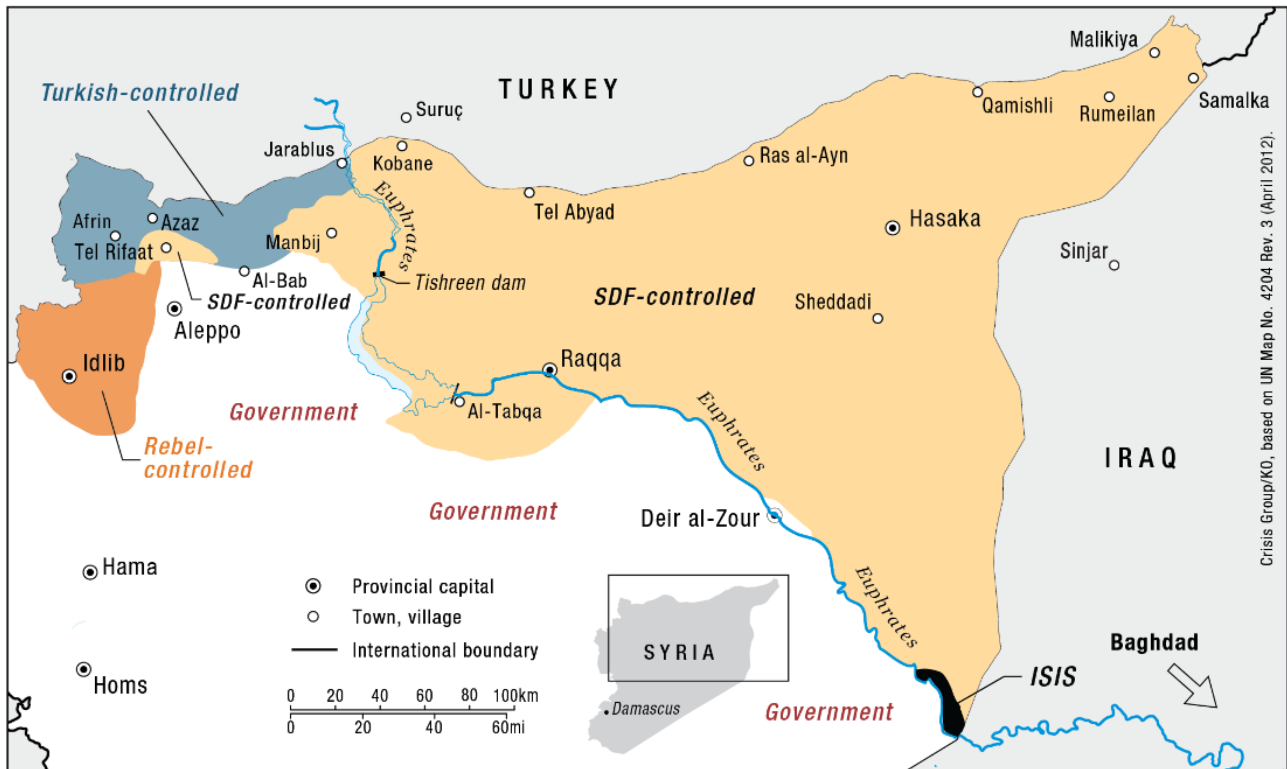 Malikiya
TURKEY
Turkish-controlled
Suruç
Qamishli
Rumeilan
Samalka
Jarablus
Kobane
Ras al-Ayn
Euphrates
Tel Abyad
Afrin
Azaz
Tel Rifaat
Manbij
Hasaka
Sinjar
Al-Bab
Tishreen dam
SDF-controlled
SDF-controlled
Sheddadi
Aleppo
Idlib
Raqqa
Government
Al-Tabqa
Rebel-
controlled
Euphrates
IRAQ
Government
Deir al-Zour
Hama
Provincial capital
Town, village
International boundary
Euphrates
SYRIA
Baghdad
Homs
0 20 40 60 80 100km
0 20 40 60mi
Damascus
Government
ISIS
Crisis Group/KO, based on UN Map No. 4204 Rev. 3 (April 2012).